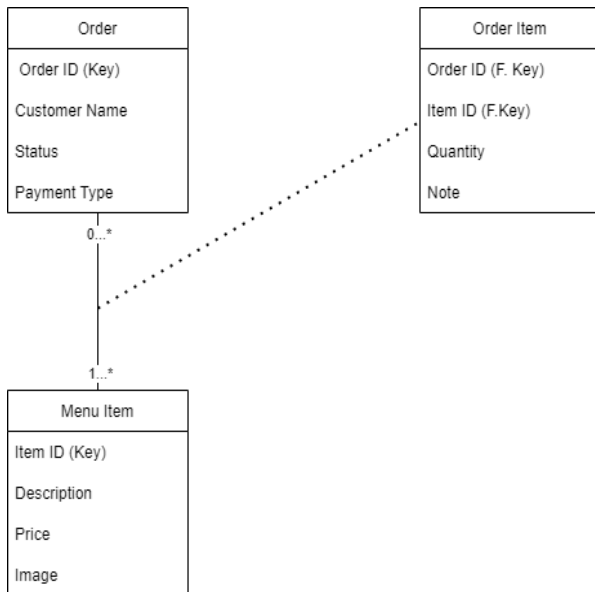 Order
Order ID (Key)
Customer Name
Status
Payment Type
Order Item
Order ID (F. Key)
Item ID (F.Key)
Quantity
Note
0...*
1...*
Menu Item
Item ID (Key)
Description
Price
Image